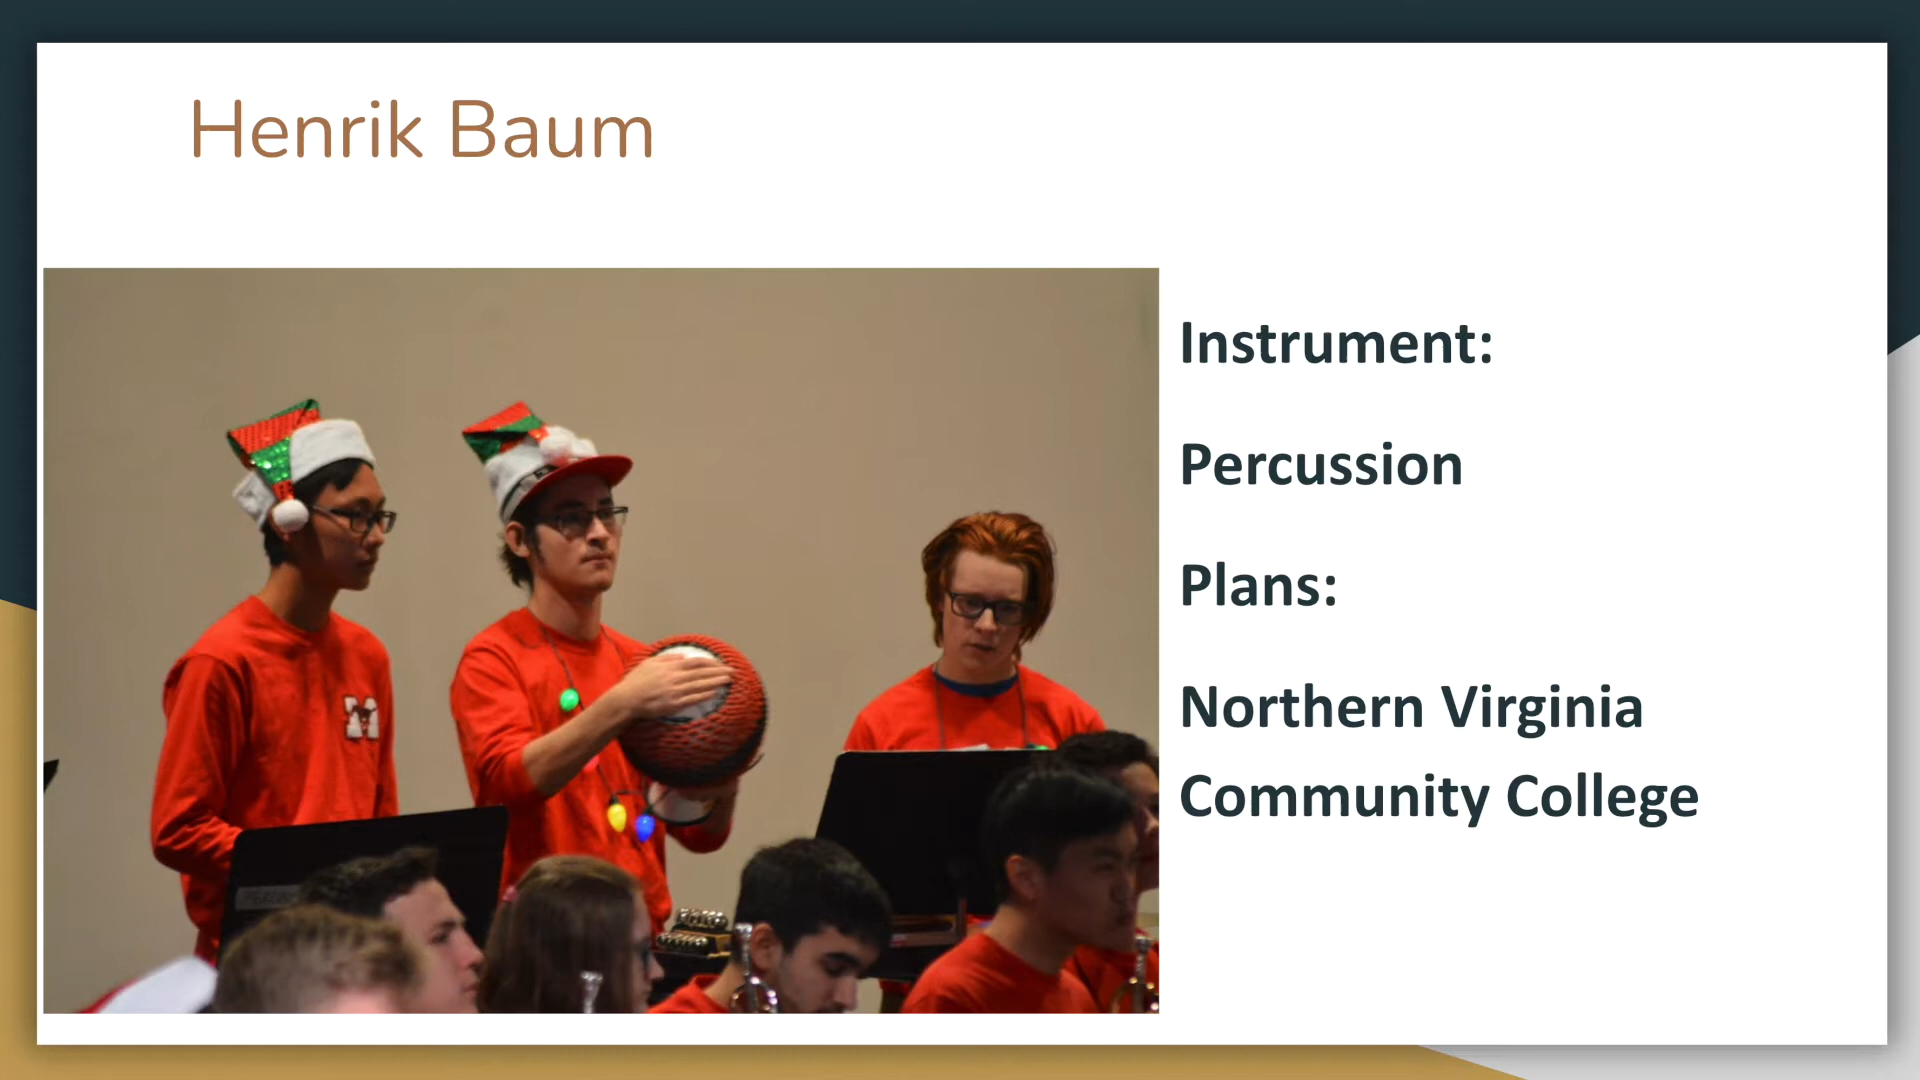 Henrik Baum
Instrument:
Percussion
Plans:
Northern Virginia
Community College
M